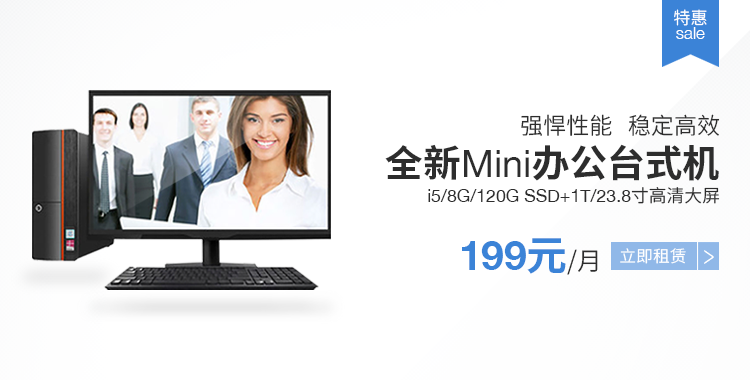 特惠
sale
强悍性能 稳定高效
全新Mini办公台式机
i5/8G/120G SSD+1T/23.8寸高清大屏
199元/月 立即租赁 >